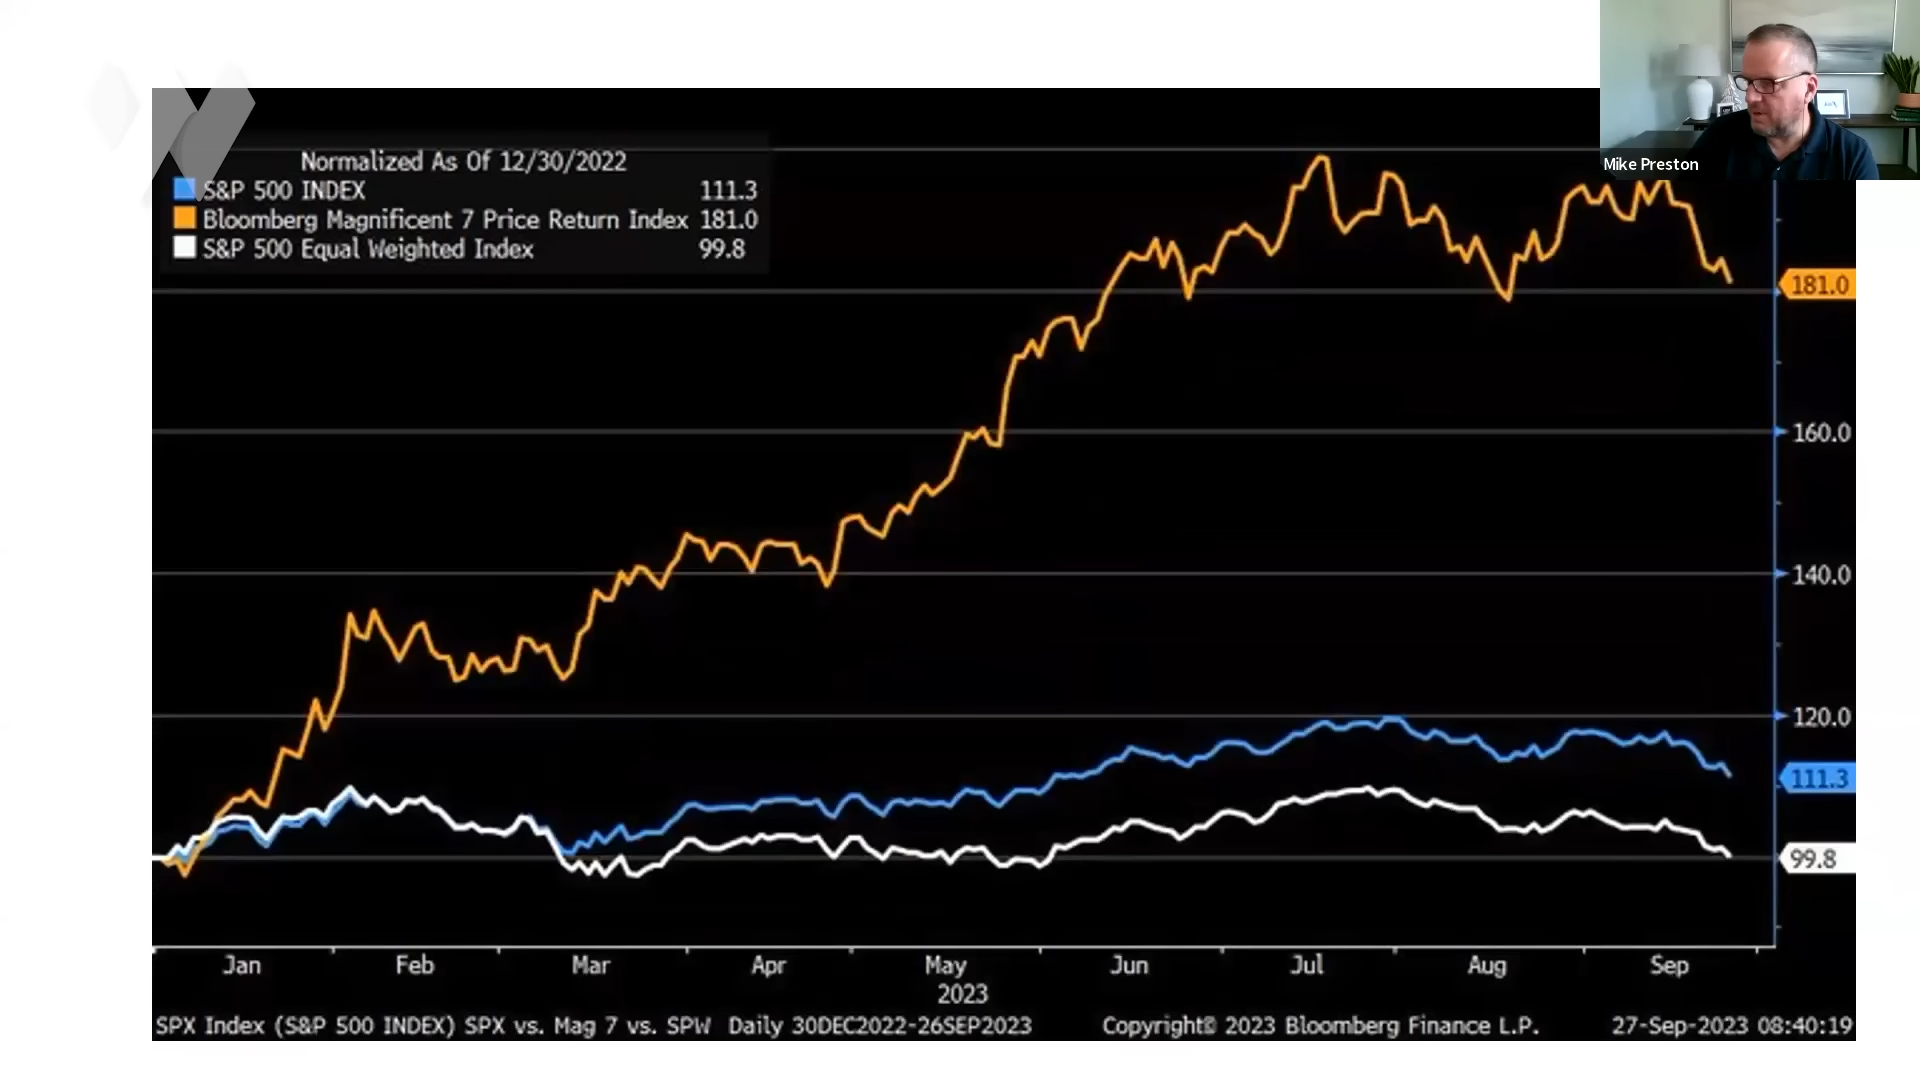 Mike Preston
Normalized As Of 12/30/2022
S&P 500 INDEX 111.3
Bloomberg Magnificent 7 Price Return Index 181.0
S&P 500 Equal Weighted Index 99.8
181.0
160.0
140.0
120.0
111.3
99.8
Jan Feb Mar Apr May Jun Jul Aug Sep
2023
SPX Index (S&P 500 INDEX) SPX vs. Mag 7 vs. SPW Daily 30DEC2022-26SEP2023 Copyright© 2023 Bloomberg Finance L.P. 27-Sep-2023 08:40:19